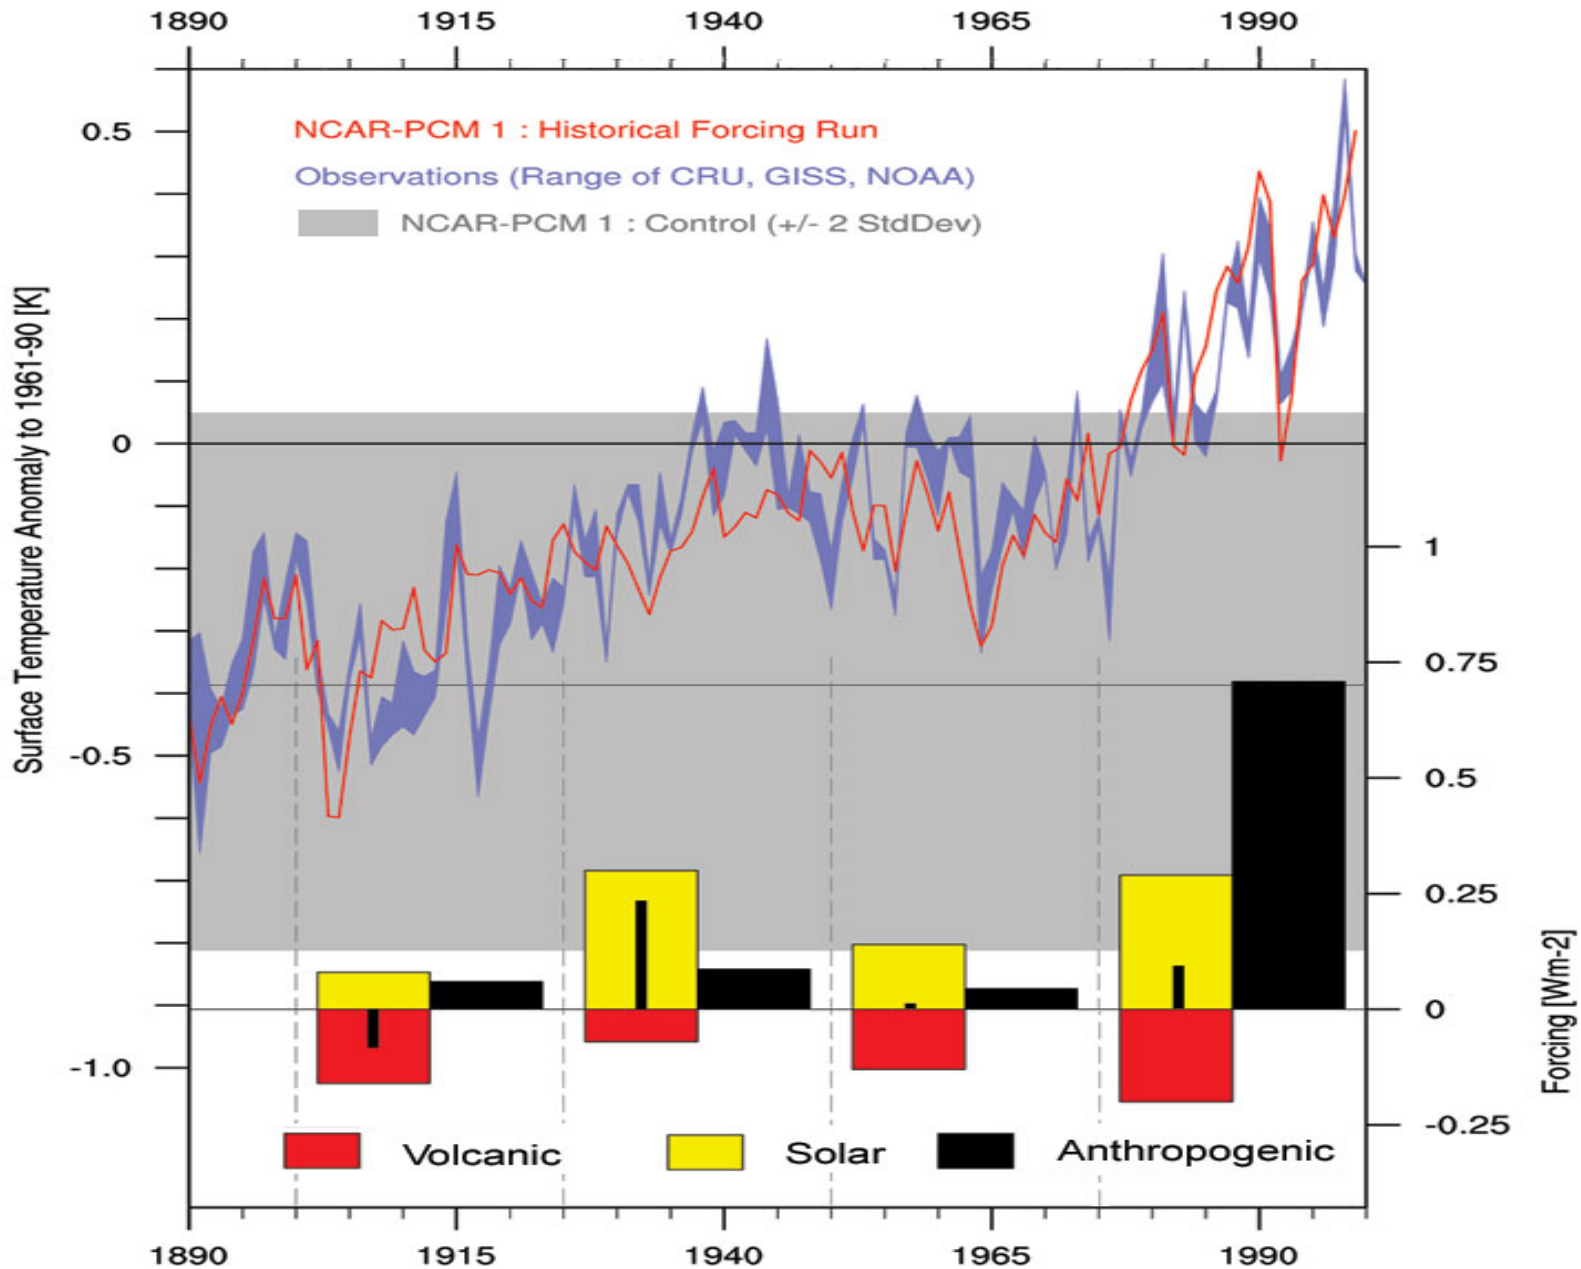 1890 1915 1940 1965 1990
0.5
0
-0.5
-1.0
Surface Temperature Anomaly to 1961-90 [K]
NCAR-PCM 1 : Historical Forcing Run
Observations (Range of CRU, GISS, NOAA)
NCAR-PCM 1 : Control (+/- 2 StdDev)
1
0.75
0.5
0.25
0
-0.25
Forcing [Wm-2]
Volcanic Solar Anthropogenic
1890 1915 1940 1965 1990